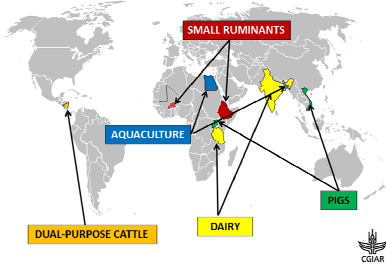 SMALL RUMINANTS
AQUACULTURE
PIGS
DAIRY
DUAL-PURPOSE CATTLE
CGIAR